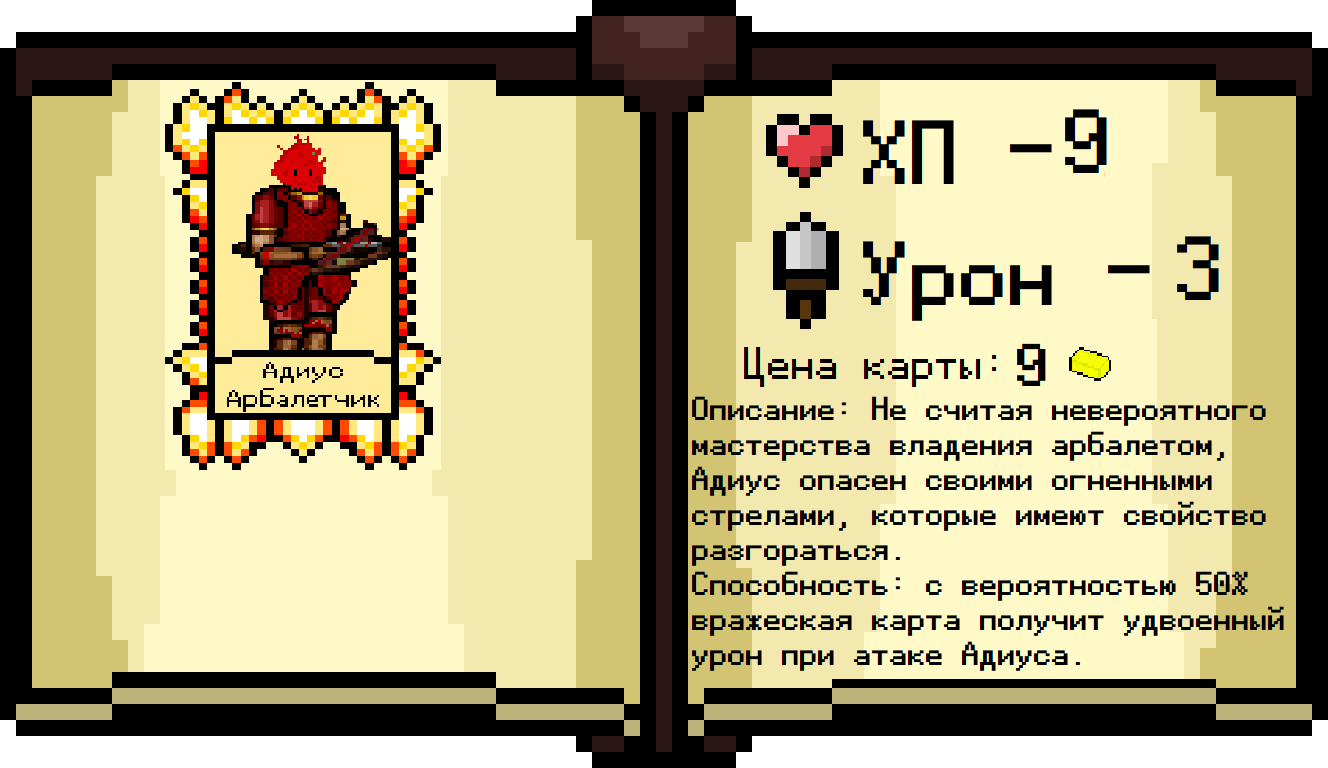 Адиус
Арбалетчик
ХП -9
Урон - 3
Цена карты: 9
Описание: Не считая невероятного
мастерства владения арбалетом,
Адиус опасен своими огненными
стрелами, которые имеют свойство
разгораться.
Способность: с вероятностью 50%
вражеская карта получит удвоенный
урон при атаке Адиуса.